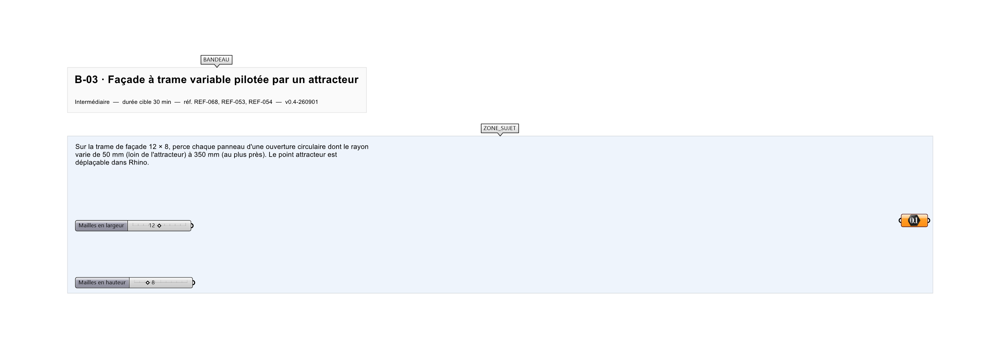 BANDEAU
B-03 · Façade à trame variable pilotée par un attracteur
Intermédiaire — durée cible 30 min — réf. REF-068, REF-053, REF-054 — v0.4-260901
ZONE_SUJET
Sur la trame de façade 12 × 8, perce chaque panneau d'une ouverture circulaire dont le rayon
varie de 50 mm (loin de l'attracteur) à 350 mm (au plus près). Le point attracteur est
déplaçable dans Rhino.
0.1
Mailles en largeur 12
Mailles en hauteur 8